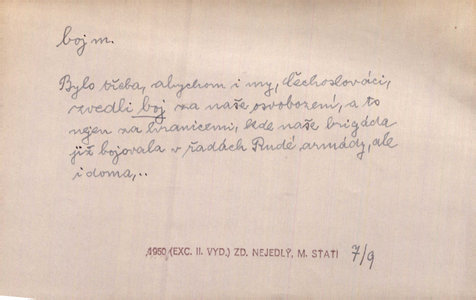 boj m.
Bylo třeba, abychom i my, Čechoslováci,
zvedli boj za naše osvobození, a to
nejen za hranicemi, kde naše brigáda
již bojovala v řadách Rudé armády, ale
i doma,..
1950 (EXC. II. VYD.) ZD. NEJEDLÝ, M. STATI 7/9